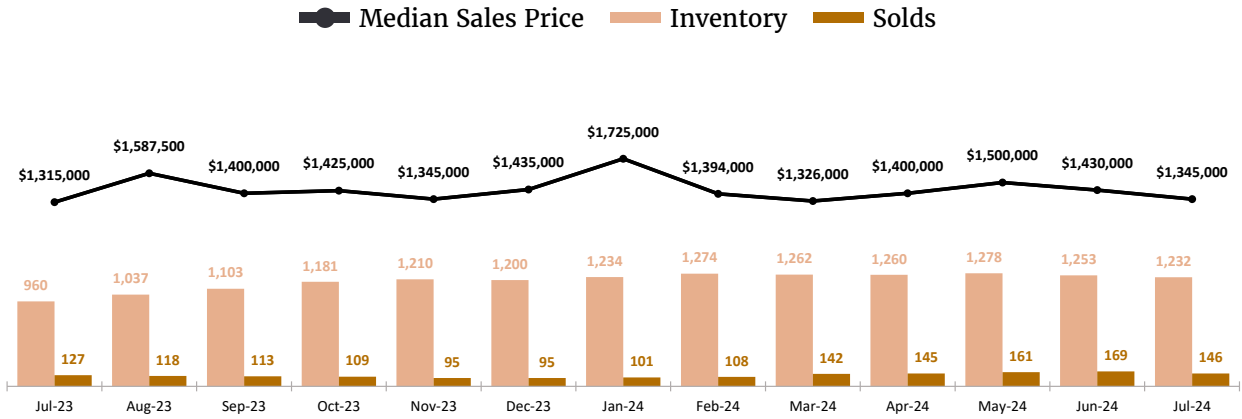 Median Sales Price Inventory Solds
$1,315,000 $1,587,500 $1,400,000 $1,425,000 $1,345,000 $1,435,000 $1,725,000 $1,394,000 $1,326,000 $1,400,000 $1,500,000 $1,430,000 $1,345,000
960 1,037 1,103 1,181 1,210 1,200 1,234 1,274 1,262 1,260 1,278 1,253 1,232
127 118 113 109 95 95 101 108 142 145 161 169 146
Jul-23 Aug-23 Sep-23 Oct-23 Nov-23 Dec-23 Jan-24 Feb-24 Mar-24 Apr-24 May-24 Jun-24 Jul-24